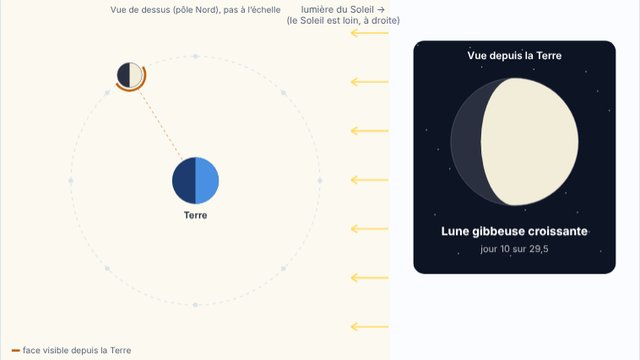 Vue de dessus (pôle Nord), pas à l'échelle
lumière du Soleil →
(le Soleil est loin, à droite)
Vue depuis la Terre
Terre
Lune gibbeuse croissante
jour 10 sur 29,5
face visible depuis la Terre